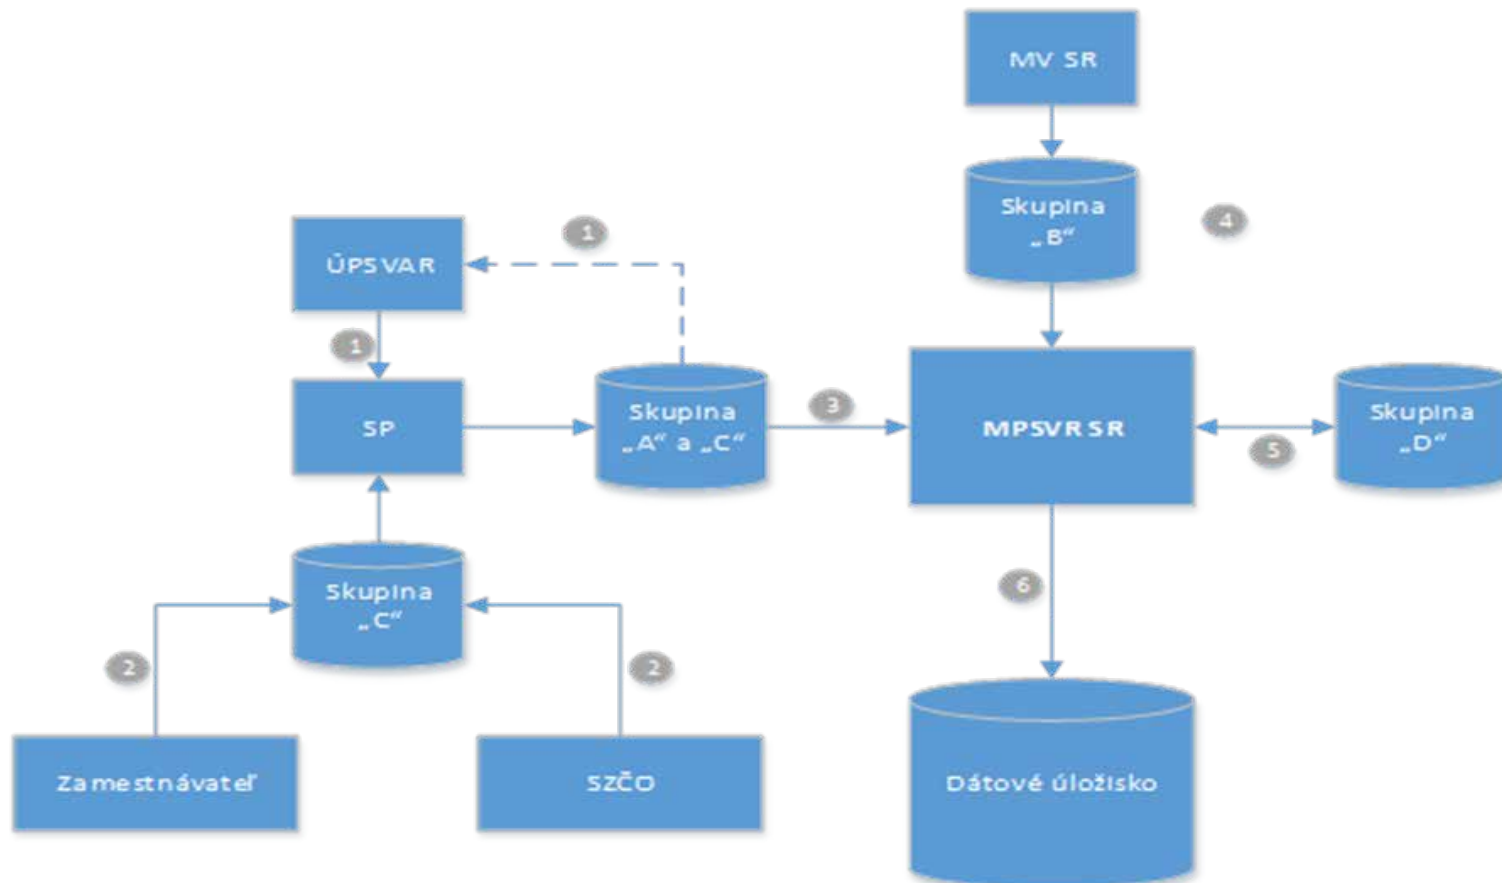 MV SR
Skupina
„B“
4
1
ÚPSVAR
1
SP
Skupina
„A“ a „C“
3
MPSVR SR
5
Skupina
„D“
Skupina
„C“
6
2
2
Zamestnávateľ
SZČO
Dátové úložisko